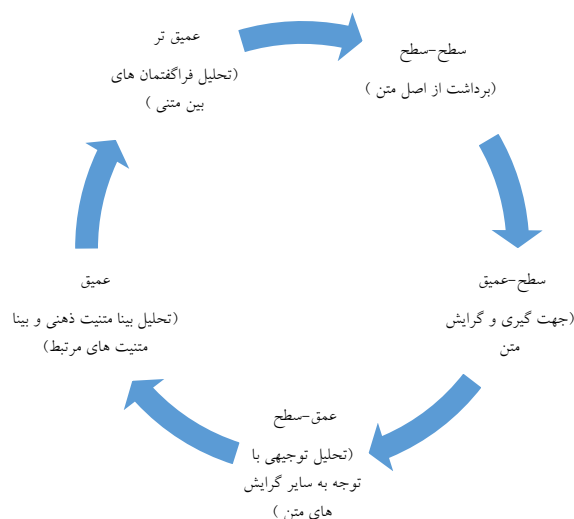 سطح-سطح
(برداشت از اصل متن )
سطح-عمیق
(جهت گیری و گرایش
متن
عمق-سطح
(تحلیل توجیهی با
توجه به سایر گرایش
های متن )
عمیق
(تحلیل بینا متنیت ذهنی و بینا
متنیت های مرتبط)
عمیق تر
(تحلیل فراگفتمان های
بین متنی )